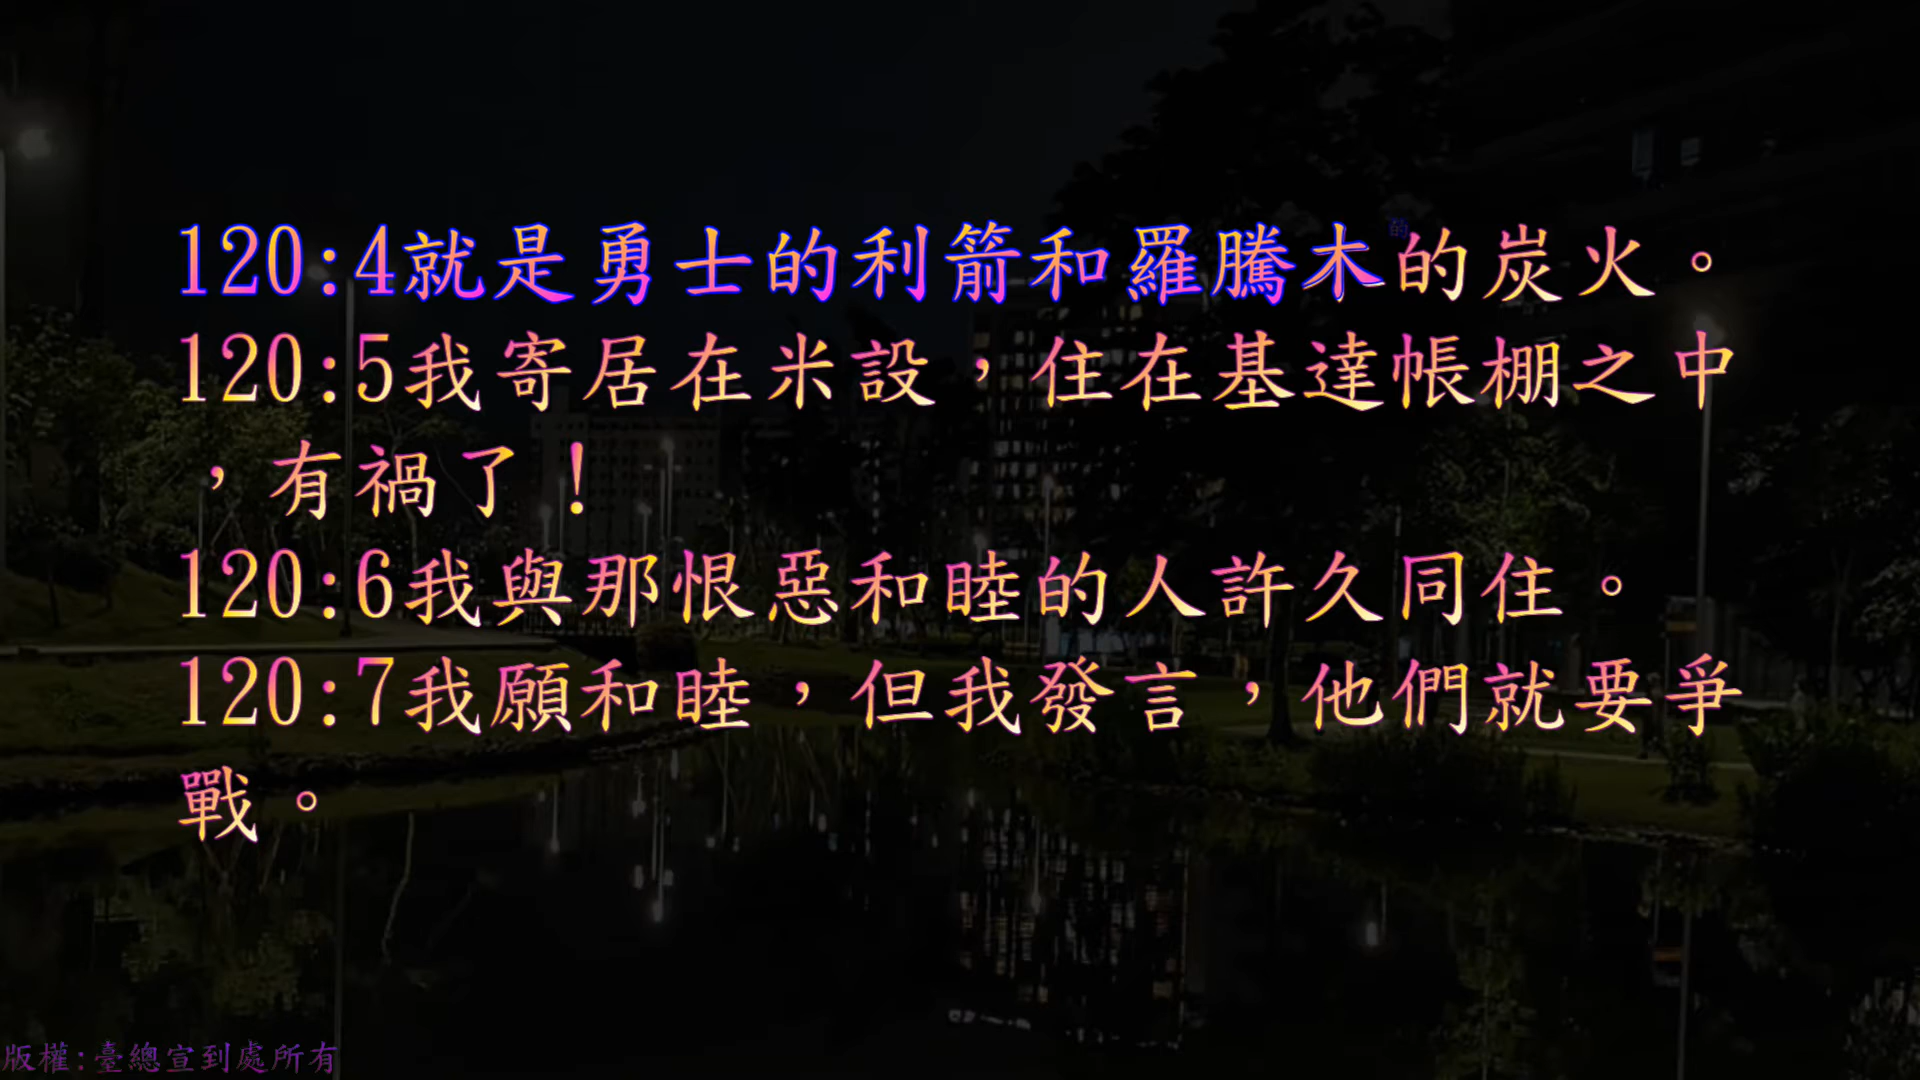 120:4就是勇士的利箭和羅騰木的炭火。
120:5我寄居在米設，住在基達帳棚之中
，有禍了！
120:6我與那恨惡和睦的人許久同住。
120:7我願和睦，但我發言，他們就要爭
戰。
版權:臺總宣到處所有